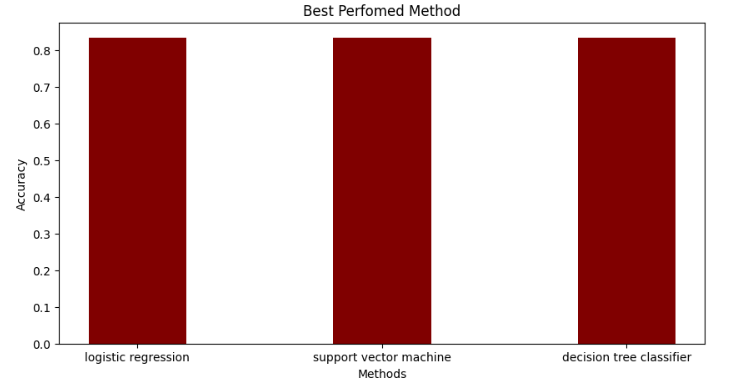 Best Perfomed Method
Accuracy
0.8
0.7
0.6
0.5
0.4
0.3
0.2
0.1
0.0
logistic regression
support vector machine
decision tree classifier
Methods